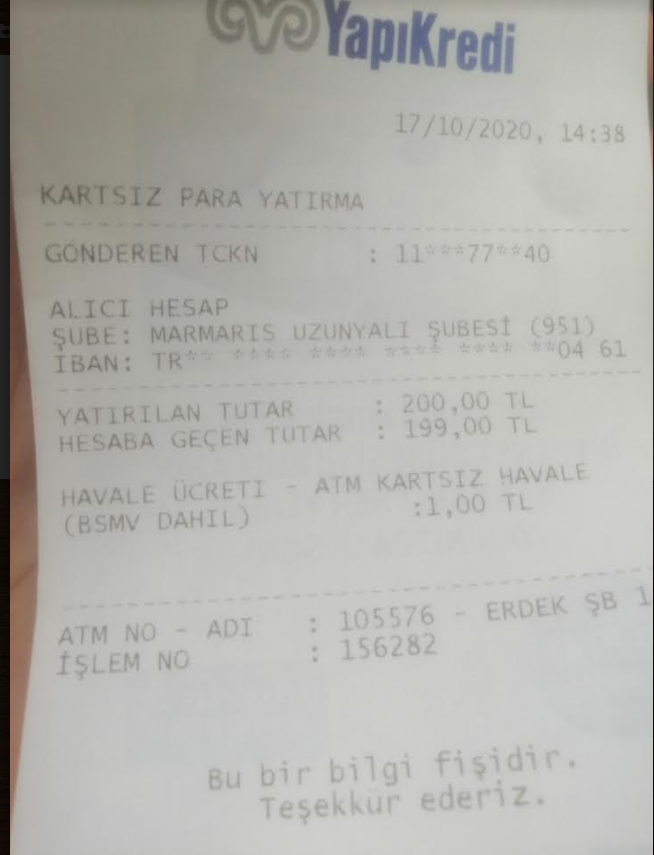 YapıKredi
17/10/2020, 14:38
KARTSIZ PARA YATIRMA
GÖNDEREN TCKN : 11***77**40
ALICI HESAP
ŞUBE: MARMARIS UZUNYALI ŞUBESİ (951)
İBAN: TR** **** **** **** **** **04 61
YATIRILAN TUTAR : 200,00 TL
HESABA GEÇEN TUTAR : 199,00 TL
HAVALE ÜCRETİ - ATM KARTSIZ HAVALE
(BSMV DAHIL) :1,00 TL
ATM NO - ADI : 105576 - ERDEK ŞB 1
İŞLEM NO : 156282
Bu bir bilgi fişidir.
Teşekkür ederiz.